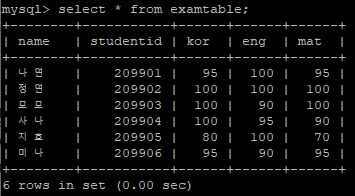 mysql> select * from examtable;
+--------+-----------+------+------+------+
| name   | studentid | kor  | eng  | mat  |
+--------+-----------+------+------+------+
| 나연   |    209901 |   95 |  100 |   95 |
| 정연   |    209902 |  100 |  100 |  100 |
| 모모   |    209903 |  100 |   90 |  100 |
| 사나   |    209904 |  100 |   95 |   90 |
| 지효   |    209905 |   80 |  100 |   70 |
| 미나   |    209906 |   95 |   90 |   95 |
+--------+-----------+------+------+------+
6 rows in set (0.00 sec)